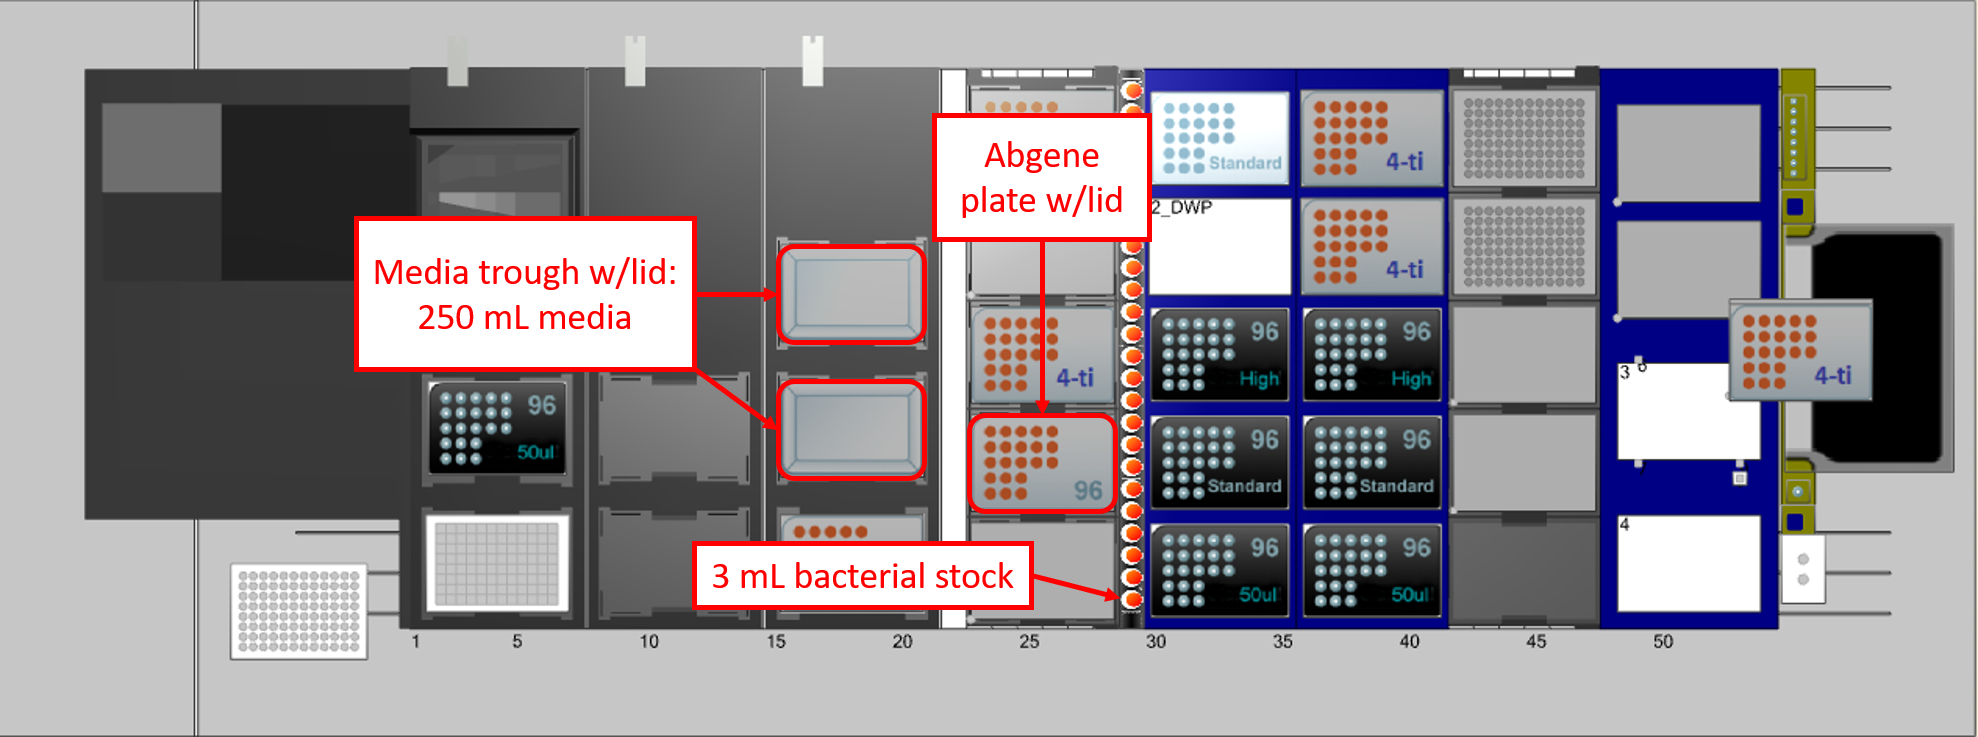 Abgene
plate w/lid
Media trough w/lid:
250 mL media
3 mL bacterial stock
Standard
4-ti
2_DWP
4-ti
96
High
96
High
4-ti
4-ti
3 6
96
50ul
96
96
Standard
96
Standard
96
50ul
96
50ul
4
1 5 10 15 20 25 30 35 40 45 50